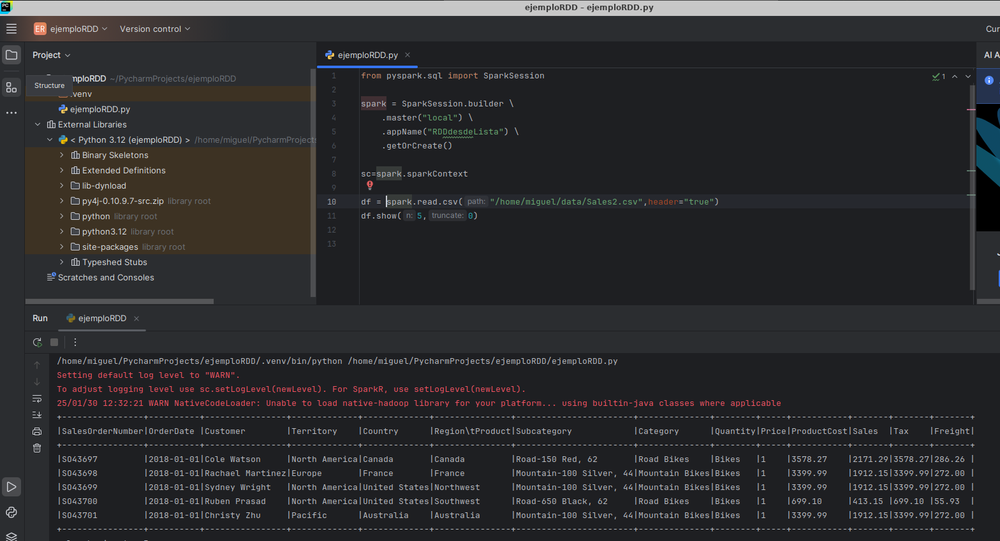 PC
ejemploRDD - ejemploRDD.py
ER ejemploRDD Version control Cur
Project
ejemploRDD.py
AI A
mploRDD ~/PycharmProjects/ejemploRDD
Structure
.venv
ejemploRDD.py
External Libraries
< Python 3.12 (ejemploRDD) > /home/miguel/PycharmProjects
Binary Skeletons
Extended Definitions
lib-dynload
py4j-0.10.9.7-src.zip library root
python library root
python3.12 library root
site-packages library root
Typeshed Stubs
Scratches and Consoles
1 from pyspark.sql import SparkSession
1
2
3 spark = SparkSession.builder \
4 .master("local") \
5 .appName("RDDdesdeLista") \
6 .getOrCreate()
7
8 sc=spark.sparkContext
9
10 df = spark.read.csv( path: "/home/miguel/data/Sales2.csv",header="true")
11 df.show( n: 5, truncate: 0)
12
13
Run ejemploRDD
/home/miguel/PycharmProjects/ejemploRDD/.venv/bin/python /home/miguel/PycharmProjects/ejemploRDD/ejemploRDD.py
Setting default log level to "WARN".
To adjust logging level use sc.setLogLevel(newLevel). For SparkR, use setLogLevel(newLevel).
25/01/30 12:32:21 WARN NativeCodeLoader: Unable to load native-hadoop library for your platform... using builtin-java classes where applicable
+----------------+----------+----------------+-------------+-------------+---------------+-----------------------+--------------+--------+-----+-----------+-------+-------+-------+
|SalesOrderNumber|OrderDate |Customer        |Territory    |Country      |Region\tProduct|Subcategory            |Category      |Quantity|Price|ProductCost|Sales  |Tax    |Freight|
+----------------+----------+----------------+-------------+-------------+---------------+-----------------------+--------------+--------+-----+-----------+-------+-------+-------+
|SO43697         |2018-01-01|Cole Watson     |North America|Canada       |Canada         |Road-150 Red, 62       |Road Bikes    |Bikes   |1    |3578.27    |2171.29|3578.27|286.26 |
|SO43698         |2018-01-01|Rachael Martinez|Europe       |France       |France         |Mountain-100 Silver, 44|Mountain Bikes|Bikes   |1    |3399.99    |1912.15|3399.99|272.00 |
|SO43699         |2018-01-01|Sydney Wright   |North America|United States|Northwest      |Mountain-100 Silver, 44|Mountain Bikes|Bikes   |1    |3399.99    |1912.15|3399.99|272.00 |
|SO43700         |2018-01-01|Ruben Prasad    |North America|United States|Southwest      |Road-650 Black, 62     |Road Bikes    |Bikes   |1    |699.10     |413.15 |699.10 |55.93  |
|SO43701         |2018-01-01|Christy Zhu     |Pacific      |Australia    |Australia      |Mountain-100 Silver, 44|Mountain Bikes|Bikes   |1    |3399.99    |1912.15|3399.99|272.00 |
+----------------+----------+----------------+-------------+-------------+---------------+-----------------------+--------------+--------+-----+-----------+-------+-------+-------+